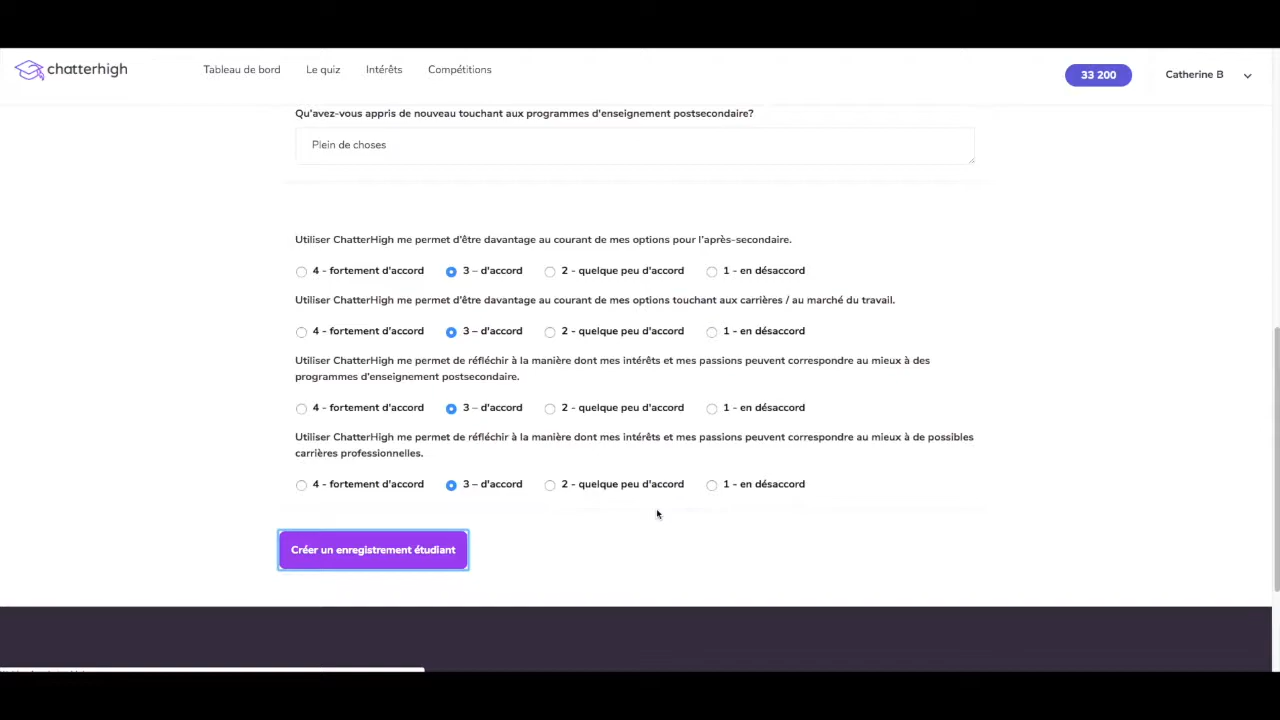 chatterhigh
Tableau de bord
Le quiz
Intérêts
Compétitions
33 200
Catherine B
Qu'avez-vous appris de nouveau touchant aux programmes d'enseignement postsecondaire?
Plein de choses
Utiliser ChatterHigh me permet d'être davantage au courant de mes options pour l'après-secondaire.
4 - fortement d'accord 3 – d'accord 2 - quelque peu d'accord 1 - en désaccord
Utiliser ChatterHigh me permet d'être davantage au courant de mes options touchant aux carrières / au marché du travail.
4 - fortement d'accord 3 – d'accord 2 - quelque peu d'accord 1 - en désaccord
Utiliser ChatterHigh me permet de réfléchir à la manière dont mes intérêts et mes passions peuvent correspondre au mieux à des
programmes d'enseignement postsecondaire.
4 - fortement d'accord 3 – d'accord 2 - quelque peu d'accord 1 - en désaccord
Utiliser ChatterHigh me permet de réfléchir à la manière dont mes intérêts et mes passions peuvent correspondre au mieux à de possibles
carrières professionnelles.
4 - fortement d'accord 3 – d'accord 2 - quelque peu d'accord 1 - en désaccord
Créer un enregistrement étudiant